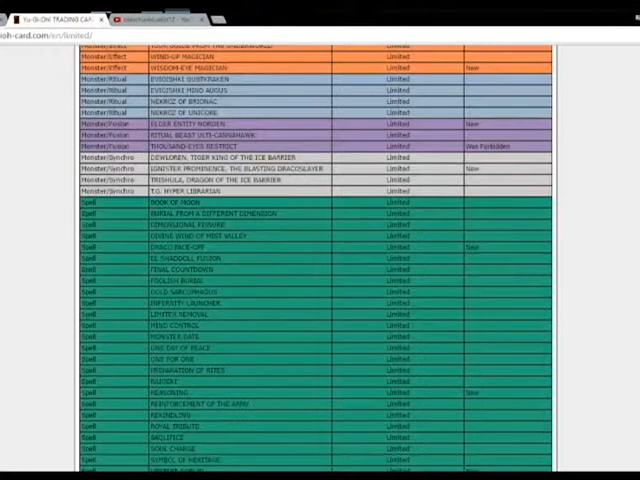 Yu-Gi-Oh! TRADING CAR
ioh-card.com/en/limited/
Monster/Effect TOUR GUIDE FROM THE UNDERWORLD Limited
Monster/Effect WIND-UP MAGICIAN Limited
Monster/Effect WISDOM-EYE MAGICIAN Limited New
Monster/Ritual EVIGISHKI GUSTKRAKEN Limited
Monster/Ritual EVIGISHKI MIND AUGUS Limited
Monster/Ritual NEKROZ OF BRIONAC Limited
Monster/Ritual NEKROZ OF UNICORE Limited
Monster/Fusion ELDER ENTITY NORDEN Limited New
Monster/Fusion RITUAL BEAST ULTI-CANNAHAWK Limited
Monster/Fusion THOUSAND-EYES RESTRICT Limited Was Forbidden
Monster/Synchro DEWLOREN, TIGER KING OF THE ICE BARRIER Limited
Monster/Synchro IGNISTER PROMINENCE, THE BLASTING DRACOSLAYER Limited New
Monster/Synchro TRISHULA, DRAGON OF THE ICE BARRIER Limited
Monster/Synchro T.G. HYPER LIBRARIAN Limited
Spell BOOK OF MOON Limited
Spell BURIAL FROM A DIFFERENT DIMENSION Limited
Spell DIMENSIONAL FISSURE Limited
Spell DIVINE WIND OF MIST VALLEY Limited
Spell DRACO FACE-OFF Limited New
Spell EL SHADDOLL FUSION Limited
Spell FINAL COUNTDOWN Limited
Spell FOOLISH BURIAL Limited
Spell GOLD SARCOPHAGUS Limited
Spell INFERNITY LAUNCHER Limited
Spell LIMITER REMOVAL Limited
Spell MIND CONTROL Limited
Spell MONSTER GATE Limited
Spell ONE DAY OF PEACE Limited
Spell ONE FOR ONE Limited
Spell PREPARATION OF RITES Limited
Spell RAIGEKI Limited
Spell REASONING Limited New
Spell REINFORCEMENT OF THE ARMY Limited
Spell REKINDLING Limited
Spell ROYAL TRIBUTE Limited
Spell SACLIFICE Limited
Spell SOUL CHARGE Limited
Spell SYMBOL OF HERITAGE Limited